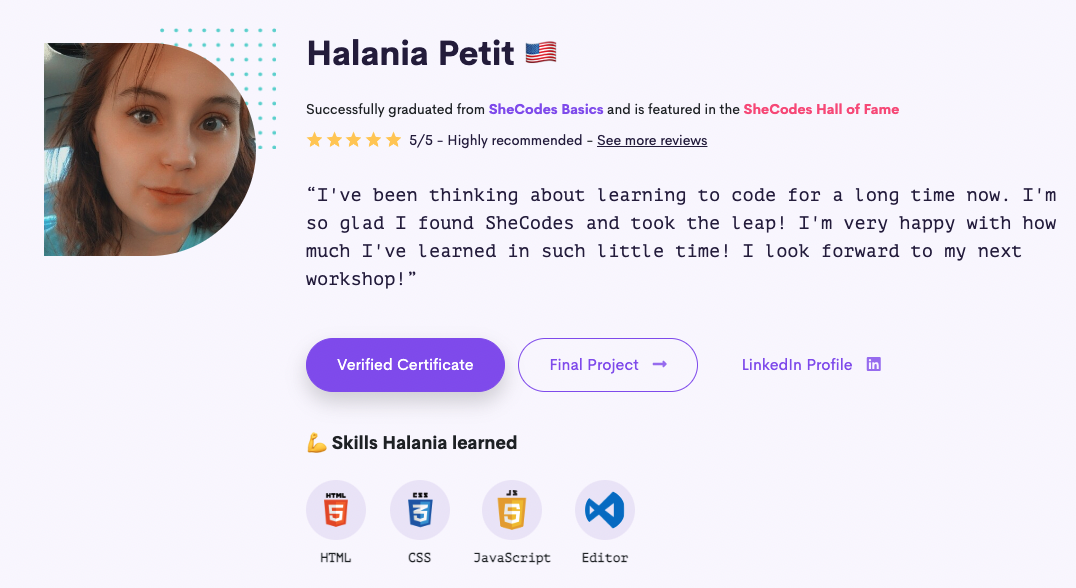 Halania Petit 🇺🇸
Successfully graduated from SheCodes Basics and is featured in the SheCodes Hall of Fame
5/5 - Highly recommended - See more reviews
“I've been thinking about learning to code for a long time now. I'm
so glad I found SheCodes and took the leap! I'm very happy with how
much I've learned in such little time! I look forward to my next
workshop!”
Verified Certificate
Final Project →
LinkedIn Profile in
💪 Skills Halania learned
HTML 5
CSS 3
JS 5
HTML
CSS
JavaScript
Editor